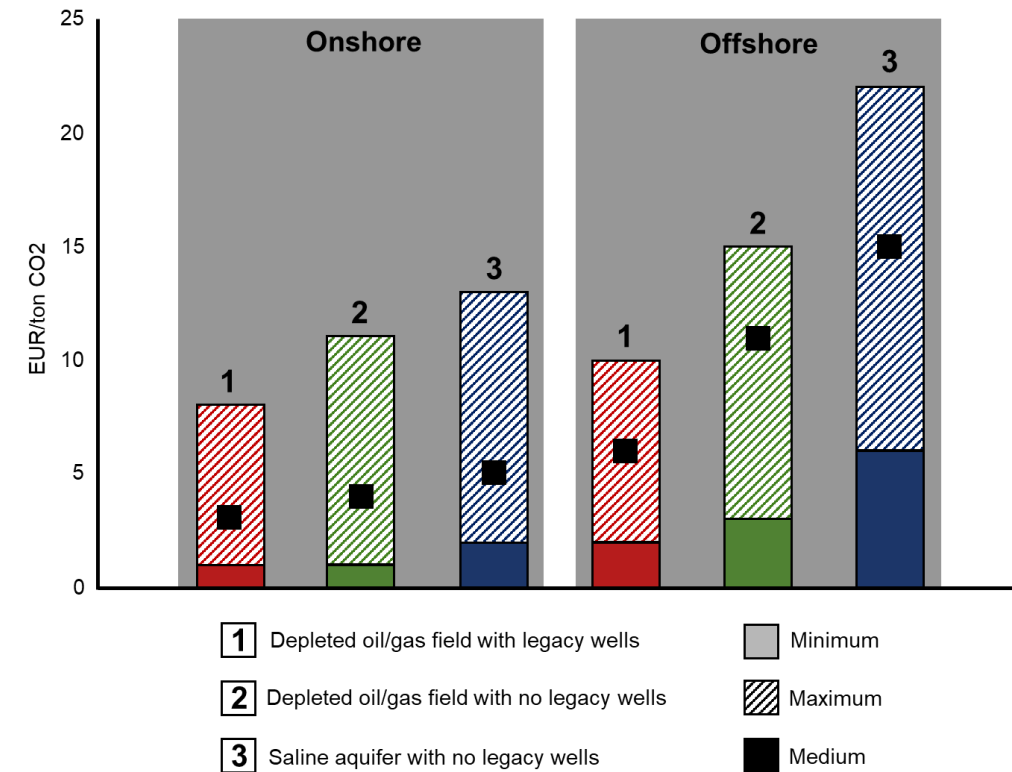 EUR/ton CO2
25
20
15
10
5
0
Onshore
1
2
3
Offshore
1
2
3
1 Depleted oil/gas field with legacy wells
2 Depleted oil/gas field with no legacy wells
3 Saline aquifer with no legacy wells
Minimum
Maximum
Medium